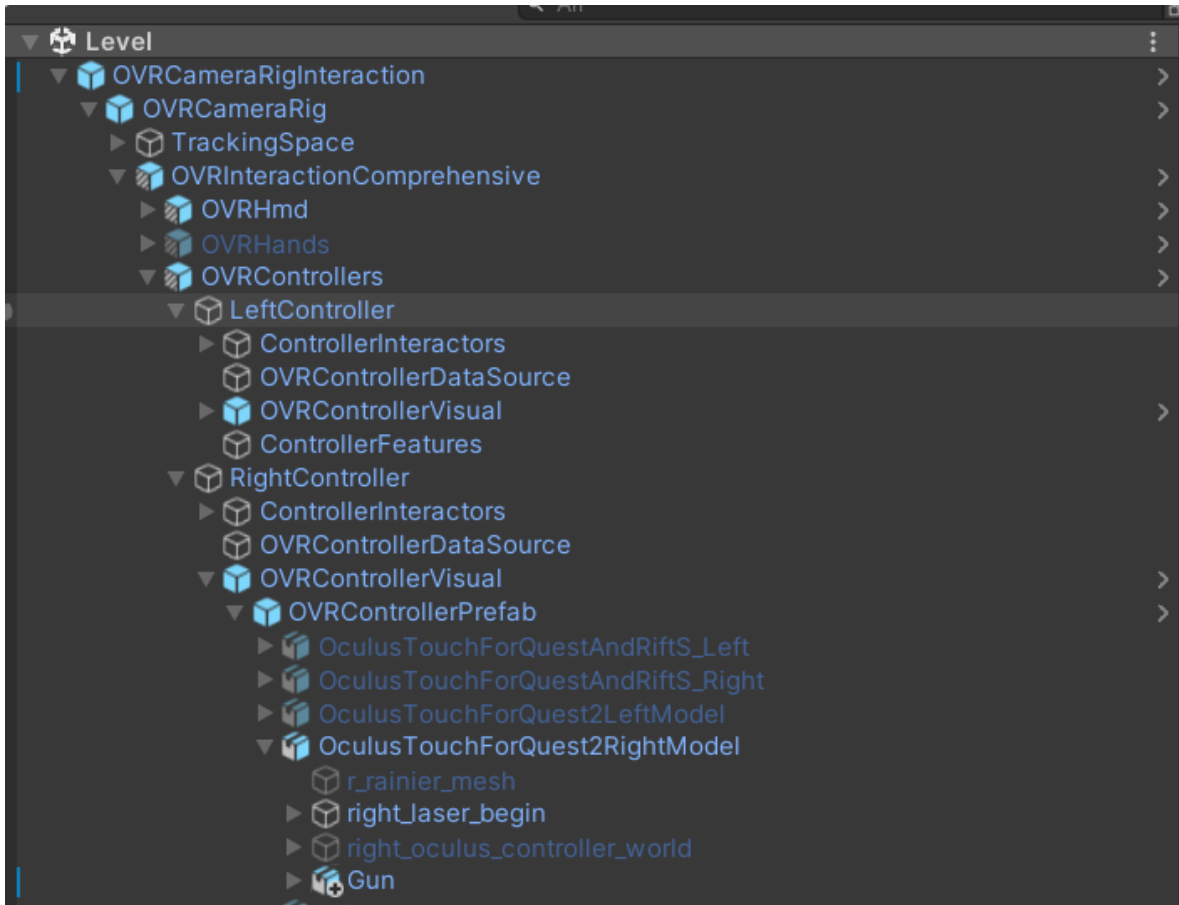 All
Level
OVRCameraRigInteraction
OVRCameraRig
TrackingSpace
OVRInteractionComprehensive
OVRHmd
OVRHands
OVRControllers
LeftController
ControllerInteractors
OVRControllerDataSource
OVRControllerVisual
ControllerFeatures
RightController
ControllerInteractors
OVRControllerDataSource
OVRControllerVisual
OVRControllerPrefab
OculusTouchForQuestAndRiftS_Left
OculusTouchForQuestAndRiftS_Right
OculusTouchForQuest2LeftModel
OculusTouchForQuest2RightModel
r_rainier_mesh
right_laser_begin
right_oculus_controller_world
Gun